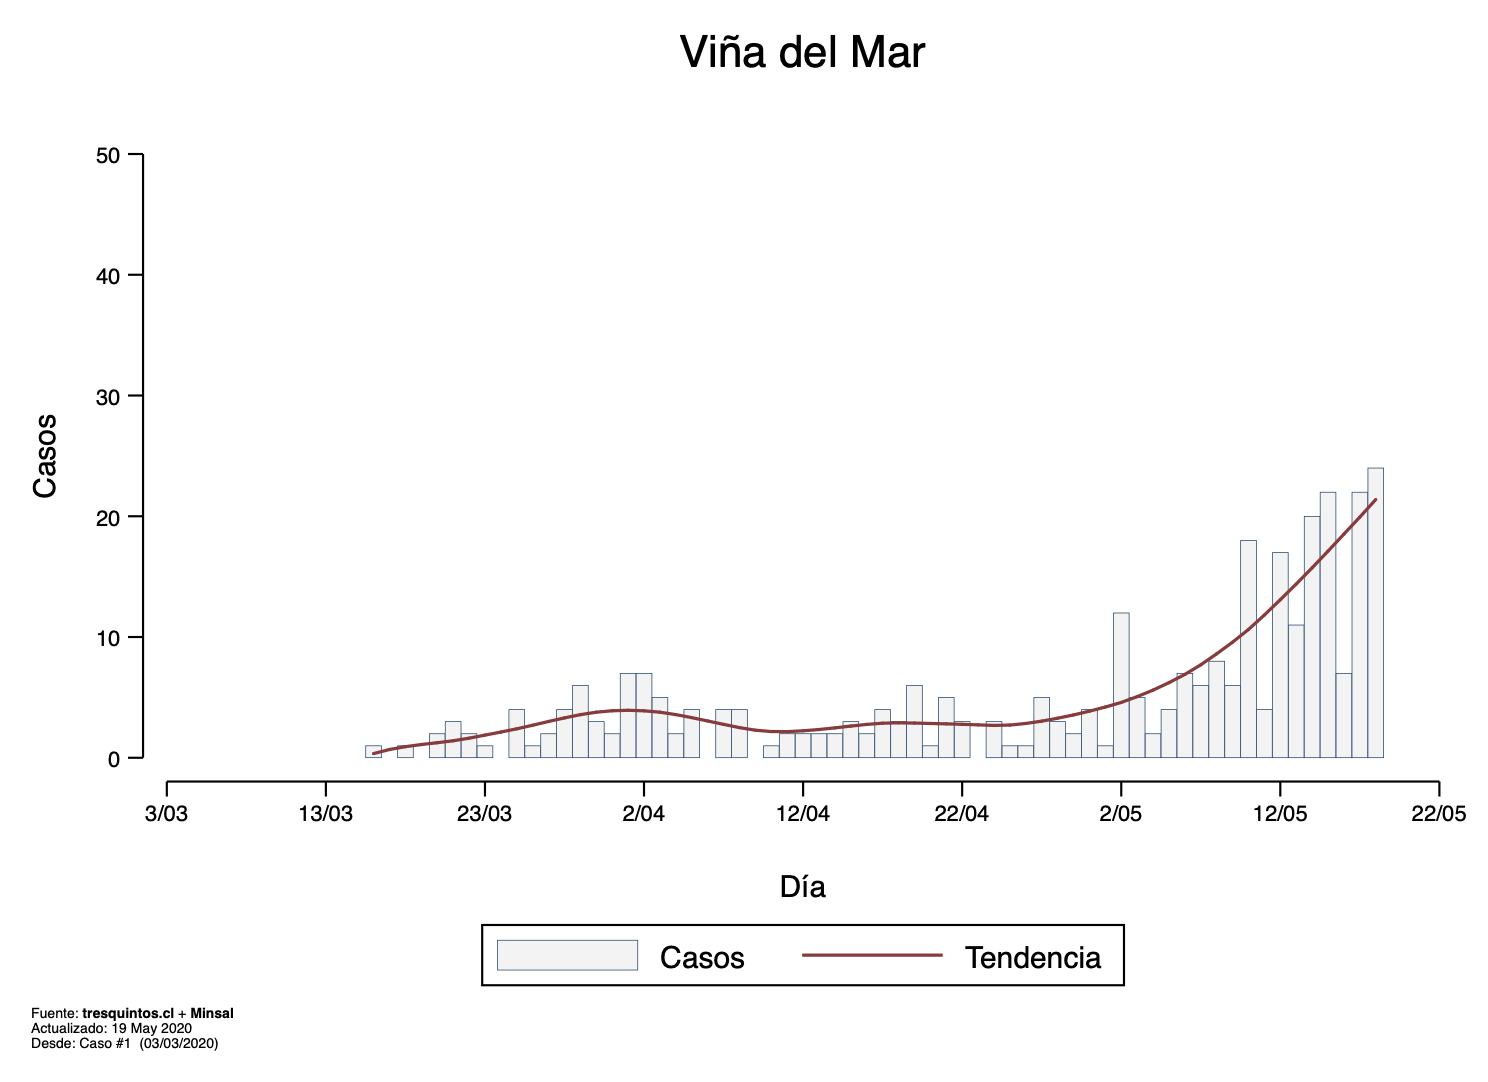 Viña del Mar
50
40
30
20
10
0
Casos
3/03 13/03 23/03 2/04 12/04 22/04 2/05 12/05 22/05
Día
Casos Tendencia
Fuente: tresquintos.cl + Minsal
Actualizado: 19 May 2020
Desde: Caso #1 (03/03/2020)